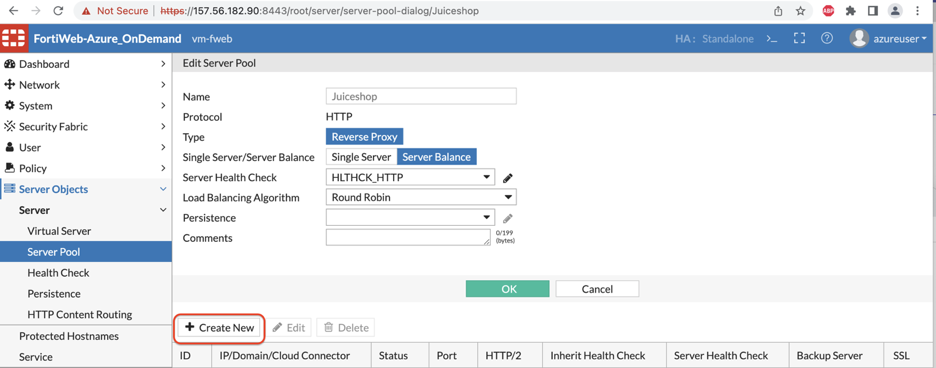 Not Secure | https://157.56.182.90:8443/root/server/server-pool-dialog/Juiceshop
ABP
FortiWeb-Azure_OnDemand vm-fweb HA: Standalone >_ ? azureuser
Dashboard
Network
System
Security Fabric
User
Policy
Server Objects
Server
Virtual Server
Server Pool
Health Check
Persistence
HTTP Content Routing
Protected Hostnames
Service
Edit Server Pool
Name Juiceshop
Protocol HTTP
Type Reverse Proxy
Single Server/Server Balance Single Server Server Balance
Server Health Check HLTHCK_HTTP
Load Balancing Algorithm Round Robin
Persistence
Comments 0/199
(bytes)
OK Cancel
+ Create New Edit Delete
ID IP/Domain/Cloud Connector Status Port HTTP/2 Inherit Health Check Server Health Check Backup Server SSL